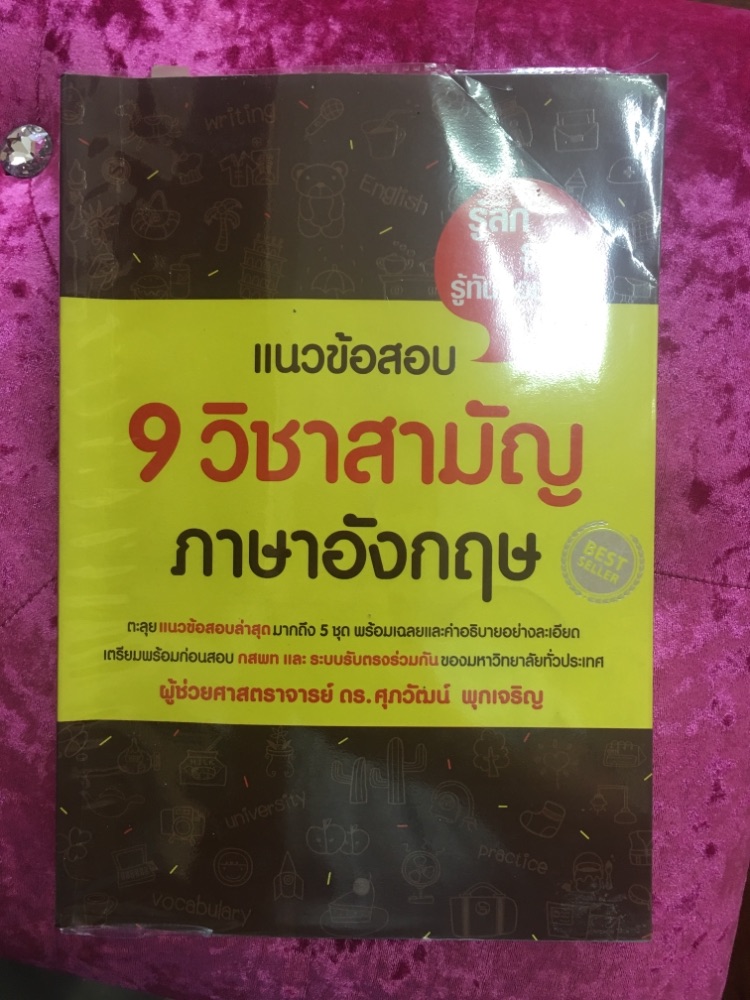 writing
English
รู้ลึก
รู้ทัน
แนวข้อสอบ
9 วิชาสามัญ
ภาษาอังกฤษ
BEST
SELLER
ตะลุย แนวข้อสอบล่าสุด มากถึง 5 ชุด พร้อมเฉลยและคำอธิบายอย่างละเอียด
เตรียมพร้อมก่อนสอบ กสพท และ ระบบรับตรงร่วมกัน ของมหาวิทยาลัยทั่วประเทศ
ผู้ช่วยศาสตราจารย์ ดร. ศุภวัฒน์ พุกเจริญ
university
practice
vocabulary